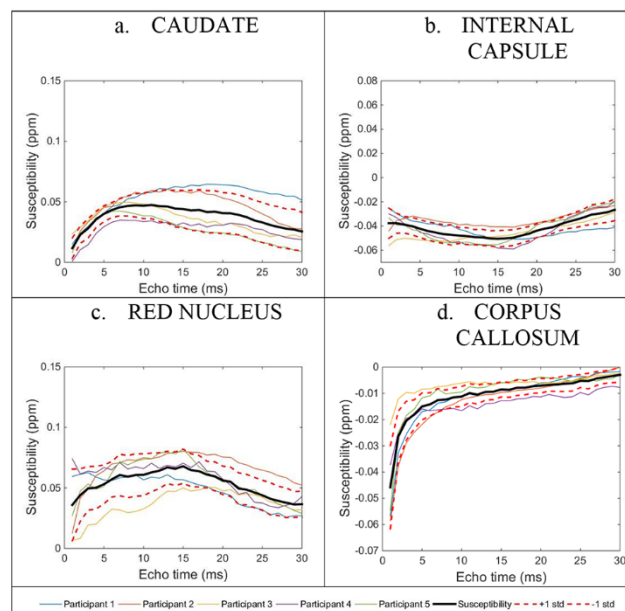 a. CAUDATE
b. INTERNAL
CAPSULE
0.15
0.1
0.05
0
Susceptibility (ppm)
0 5 10 15 20 25 30
Echo time (ms)
0.08
0.06
0.04
0.02
0
-0.02
-0.04
-0.06
Susceptibility (ppm)
0 5 10 15 20 25 30
Echo time (ms)
c. RED NUCLEUS
d. CORPUS
CALLOSUM
0.15
0.1
0.05
0
Susceptibility (ppm)
0 5 10 15 20 25 30
Echo time (ms)
0
-0.01
-0.02
-0.03
-0.04
-0.05
-0.06
-0.07
Susceptibility (ppm)
0 5 10 15 20 25 30
Echo time (ms)
Participant 1 Participant 2 Participant 3 Participant 4 Participant 5 Susceptibility +1 std -1 std